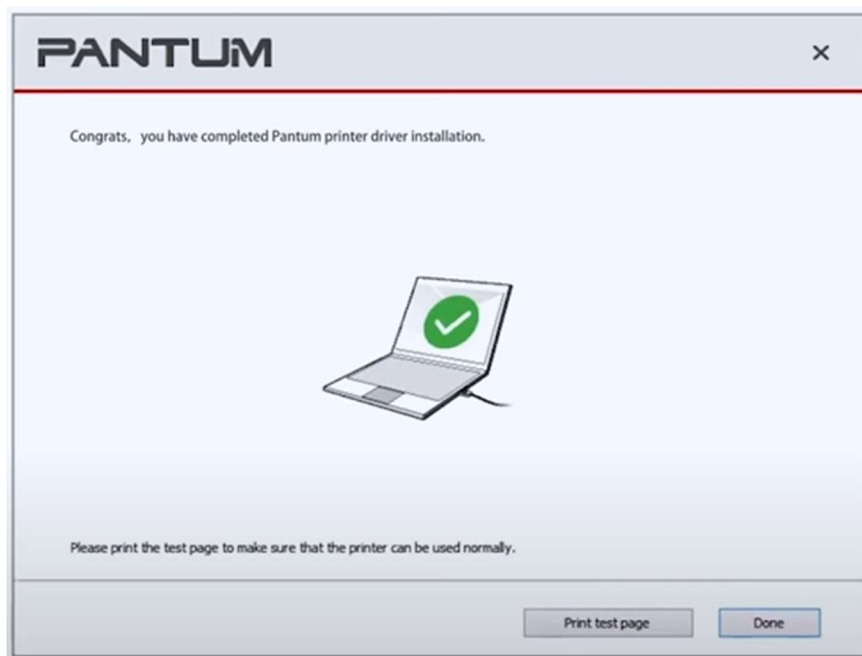 PANTUM
Congrats, you have completed Pantum printer driver installation.
Please print the test page to make sure that the printer can be used normally.
Print test page
Done